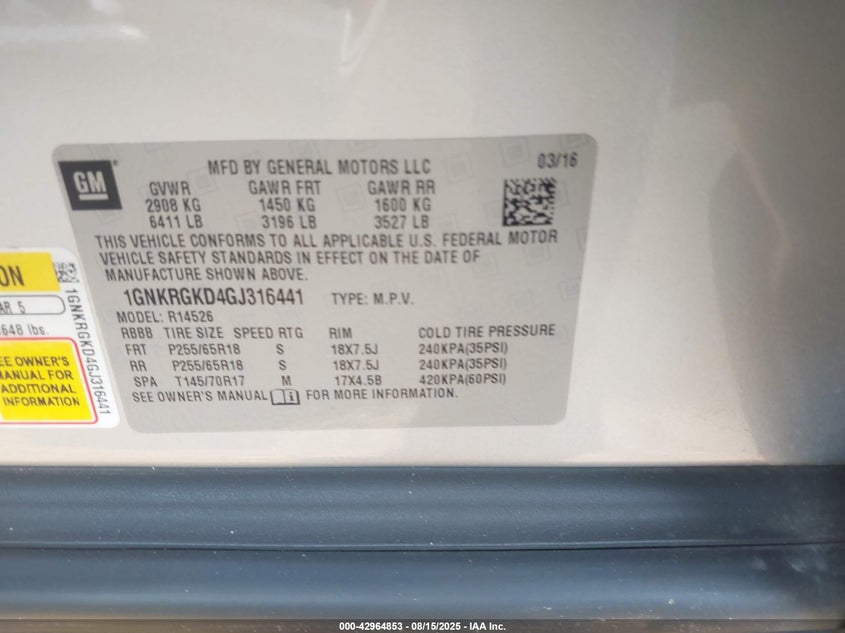 GM
MFD BY GENERAL MOTORS LLC 03/16
GVWR GAWR FRT GAWR RR
2908 KG 1450 KG 1600 KG
6411 LB 3196 LB 3527 LB
THIS VEHICLE CONFORMS TO ALL APPLICABLE U.S. FEDERAL MOTOR
VEHICLE SAFETY STANDARDS IN EFFECT ON THE DATE OF
MANUFACTURE SHOWN ABOVE.
1GNKRGKD4GJ316441 TYPE: M.P.V.
MODEL: R14526
RBBB TIRE SIZE SPEED RTG RIM COLD TIRE PRESSURE
FRT P255/65R18 S 18X7.5J 240KPA(35PSI)
RR P255/65R18 S 18X7.5J 240KPA(35PSI)
SPA T145/70R17 M 17X4.5B 420KPA(60PSI)
SEE OWNER'S MANUAL FOR MORE INFORMATION.
ON
AR 5
648 lbs.
EE OWNER'S
MANUAL FOR
ADDITIONAL
INFORMATION
1GNKRGKD4GJ316441
000-42964853 - 08/15/2025 - IAA Inc.